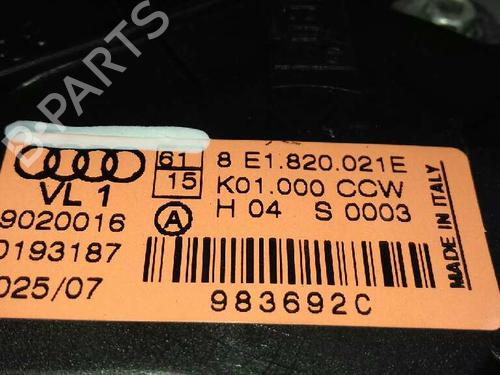 61
15
8 E1.820.021E
VL 1
K01.000 CCW
9020016
A
H 04 S 0003
0193187
025/07
983692C
MADE IN ITALY
B-PARTS